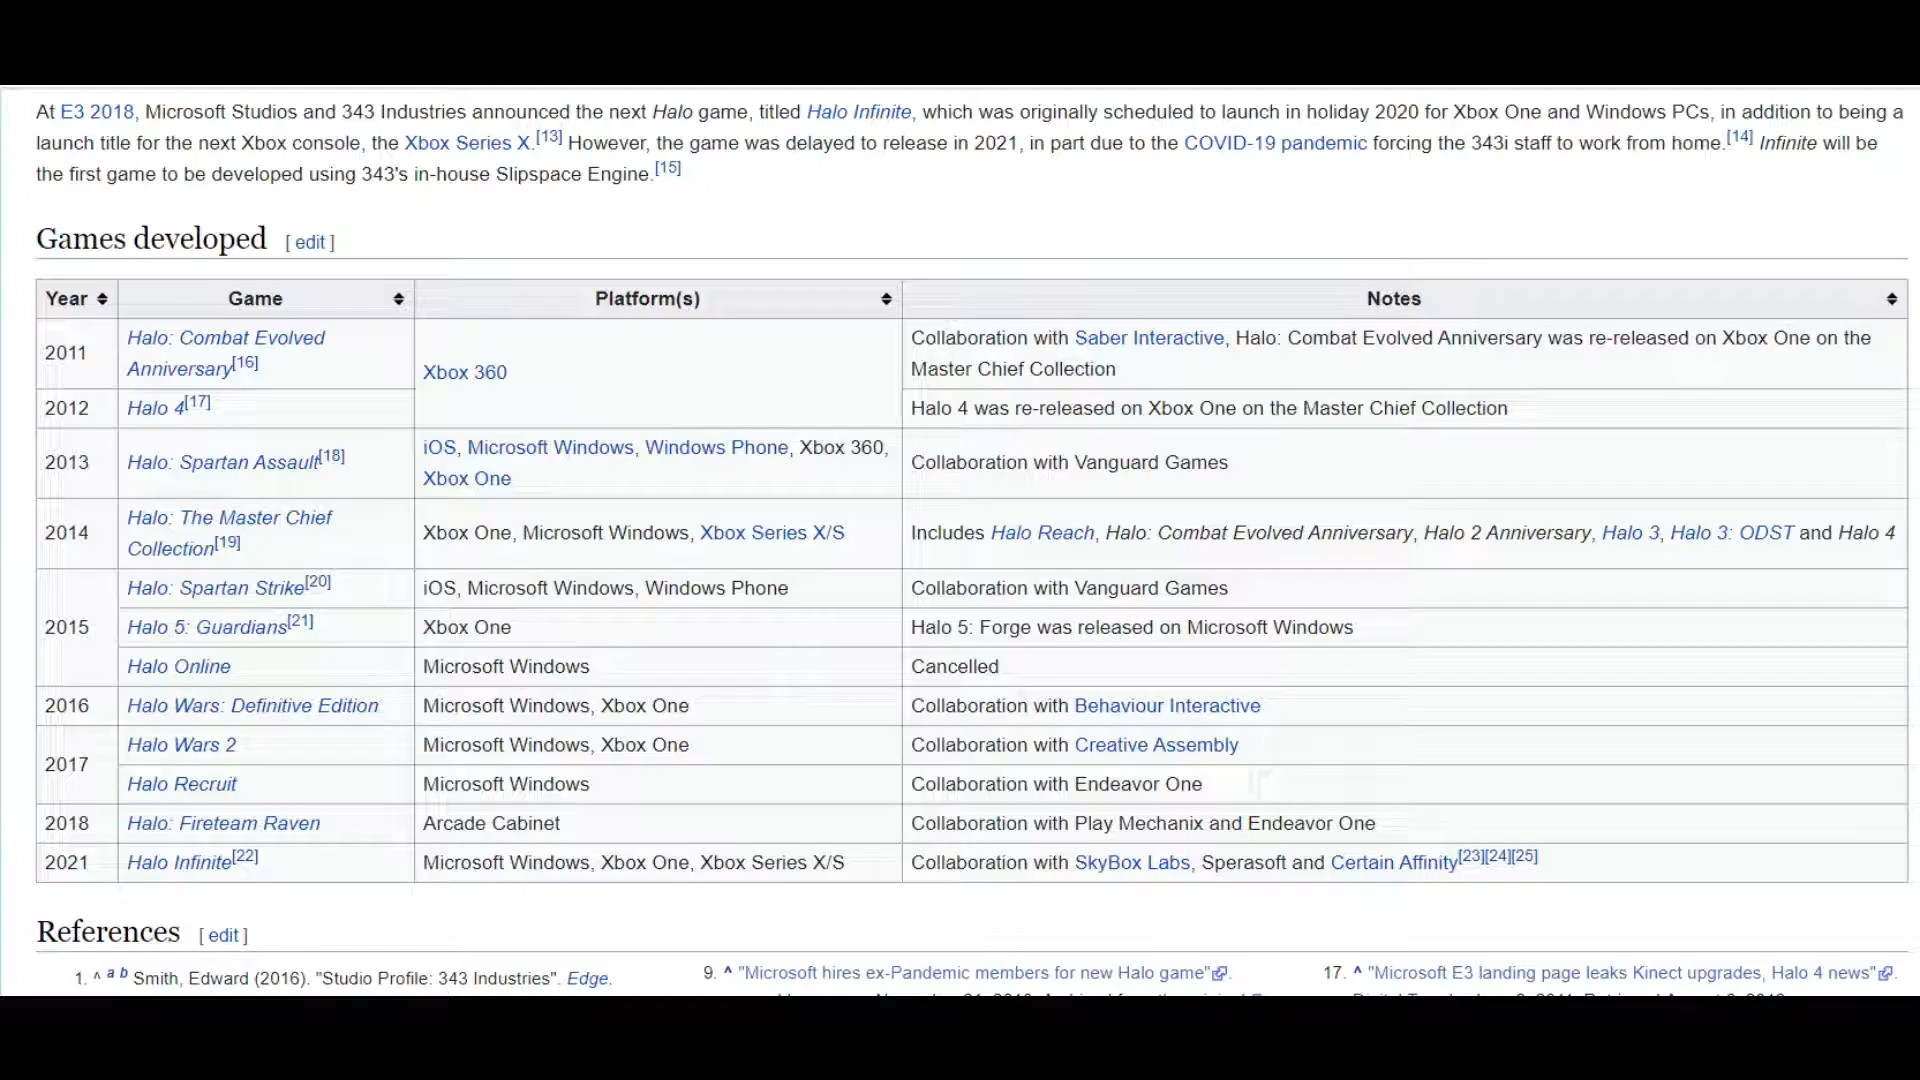 At E3 2018, Microsoft Studios and 343 Industries announced the next Halo game, titled Halo Infinite, which was originally scheduled to launch in holiday 2020 for Xbox One and Windows PCs, in addition to being a
launch title for the next Xbox console, the Xbox Series X.[13] However, the game was delayed to release in 2021, in part due to the COVID-19 pandemic forcing the 343i staff to work from home.[14] Infinite will be
the first game to be developed using 343's in-house Slipspace Engine.[15]
Games developed [ edit ]
Year Game Platform(s) Notes
2011 Halo: Combat Evolved Anniversary[16] Xbox 360 Collaboration with Saber Interactive, Halo: Combat Evolved Anniversary was re-released on Xbox One on the
Master Chief Collection
2012 Halo 4[17] Halo 4 was re-released on Xbox One on the Master Chief Collection
2013 Halo: Spartan Assault[18] iOS, Microsoft Windows, Windows Phone, Xbox 360,
Xbox One Collaboration with Vanguard Games
2014 Halo: The Master Chief
Collection[19] Xbox One, Microsoft Windows, Xbox Series X/S Includes Halo Reach, Halo: Combat Evolved Anniversary, Halo 2 Anniversary, Halo 3, Halo 3: ODST and Halo 4
2015 Halo: Spartan Strike[20] iOS, Microsoft Windows, Windows Phone Collaboration with Vanguard Games
Halo 5: Guardians[21] Xbox One Halo 5: Forge was released on Microsoft Windows
Halo Online Microsoft Windows Cancelled
2016 Halo Wars: Definitive Edition Microsoft Windows, Xbox One Collaboration with Behaviour Interactive
2017 Halo Wars 2 Microsoft Windows, Xbox One Collaboration with Creative Assembly
Halo Recruit Microsoft Windows Collaboration with Endeavor One
2018 Halo: Fireteam Raven Arcade Cabinet Collaboration with Play Mechanix and Endeavor One
2021 Halo Infinite[22] Microsoft Windows, Xbox One, Xbox Series X/S Collaboration with SkyBox Labs, Sperasoft and Certain Affinity[23][24][25]
References [ edit ]
1. ^ a b Smith, Edward (2016). "Studio Profile: 343 Industries". Edge.
9. ^ "Microsoft hires ex-Pandemic members for new Halo game".
17. ^ "Microsoft E3 landing page leaks Kinect upgrades, Halo 4 news".